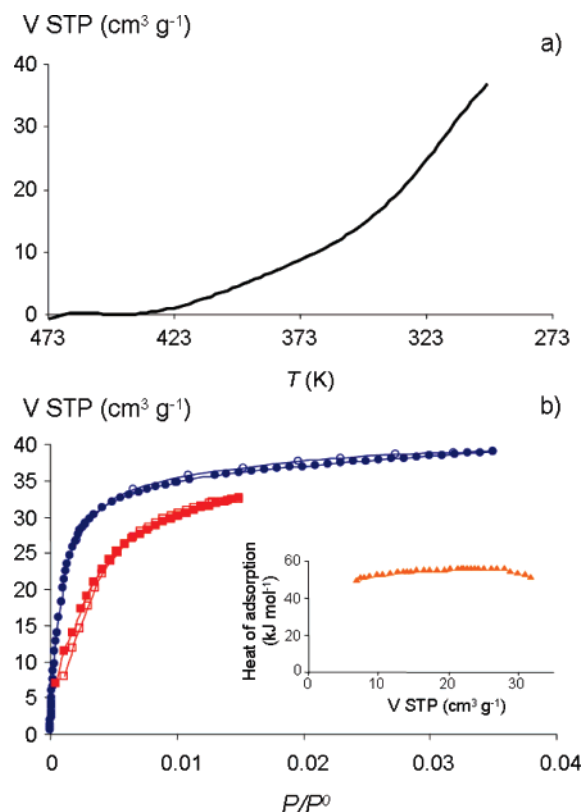 V STP (cm³ g⁻¹)
a)
40
30
20
10
0
473 423 373 323 273
T (K)
V STP (cm³ g⁻¹)
b)
40
35
30
25
20
15
10
5
0
0 0.01 0.02 0.03 0.04
P/P⁰
Heat of adsorption
(kJ mol⁻¹)
60
40
20
0
0 10 20 30
V STP (cm³ g⁻¹)